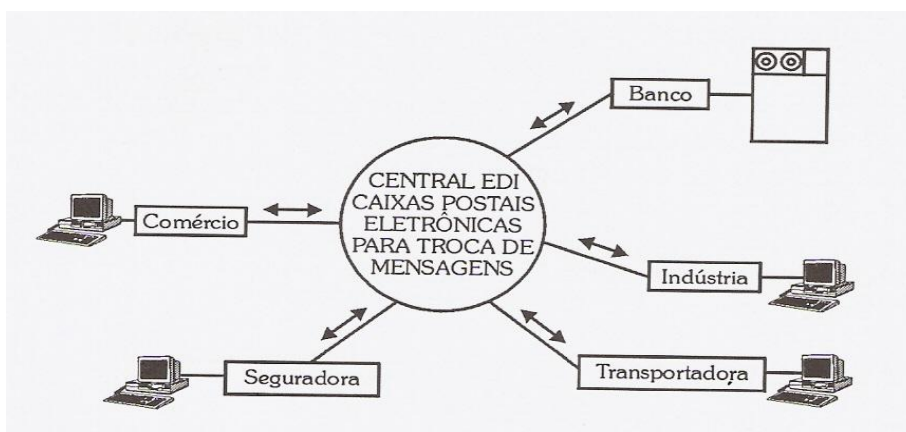 Banco
CENTRAL EDI
CAIXAS POSTAIS
ELETRÔNICAS
PARA TROCA DE
MENSAGENS
Comércio
Indústria
Seguradora
Transportadora